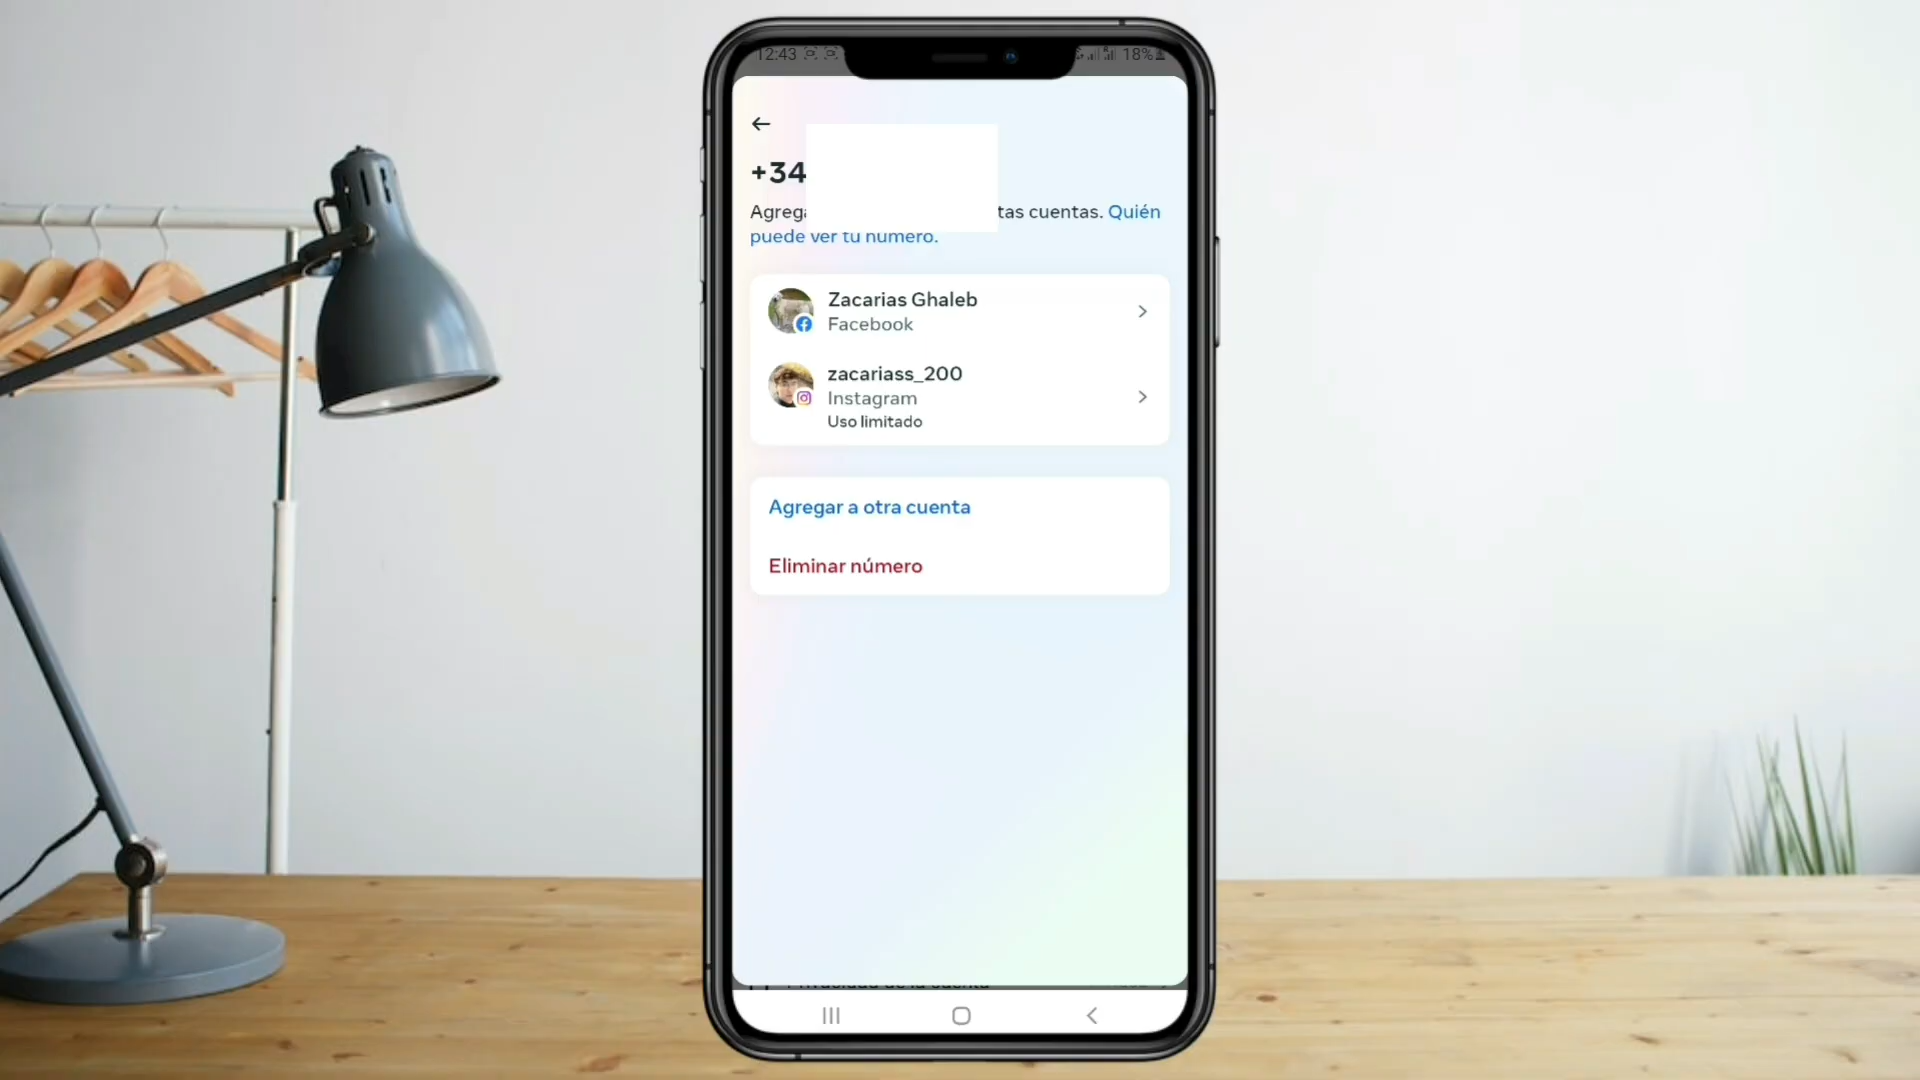 12:43
18%
+34
tas cuentas. Quién
puede ver tu número.
Zacarias Ghaleb
Facebook
zacariass_200
Instagram
Uso limitado
Agregar a otra cuenta
Eliminar número